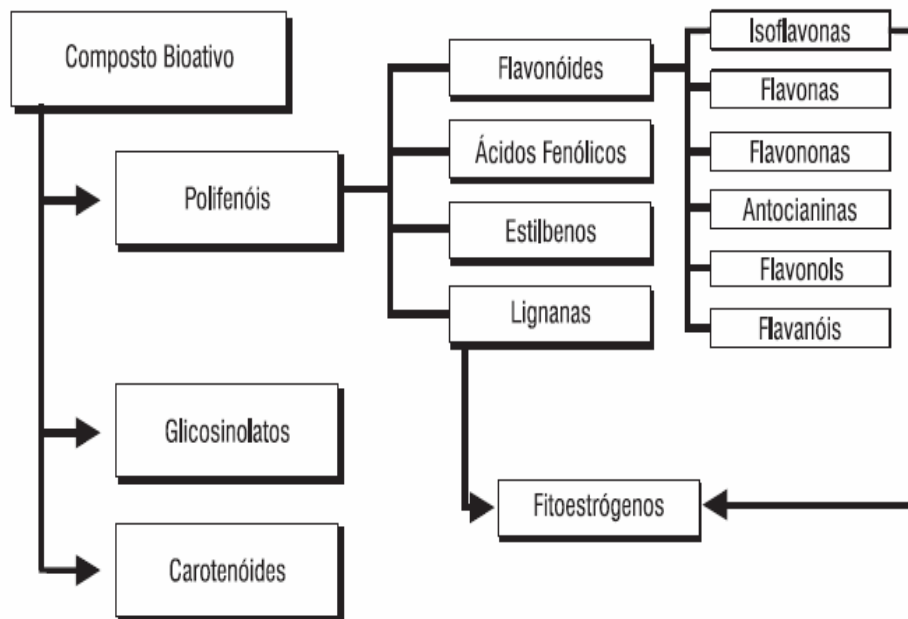 Composto Bioativo
Polifenóis
Glicosinolatos
Carotenóides
Flavonóides
Ácidos Fenólicos
Estilbenos
Lignanas
Fitoestrógenos
Isoflavonas
Flavonas
Flavononas
Antocianinas
Flavonols
Flavanóis